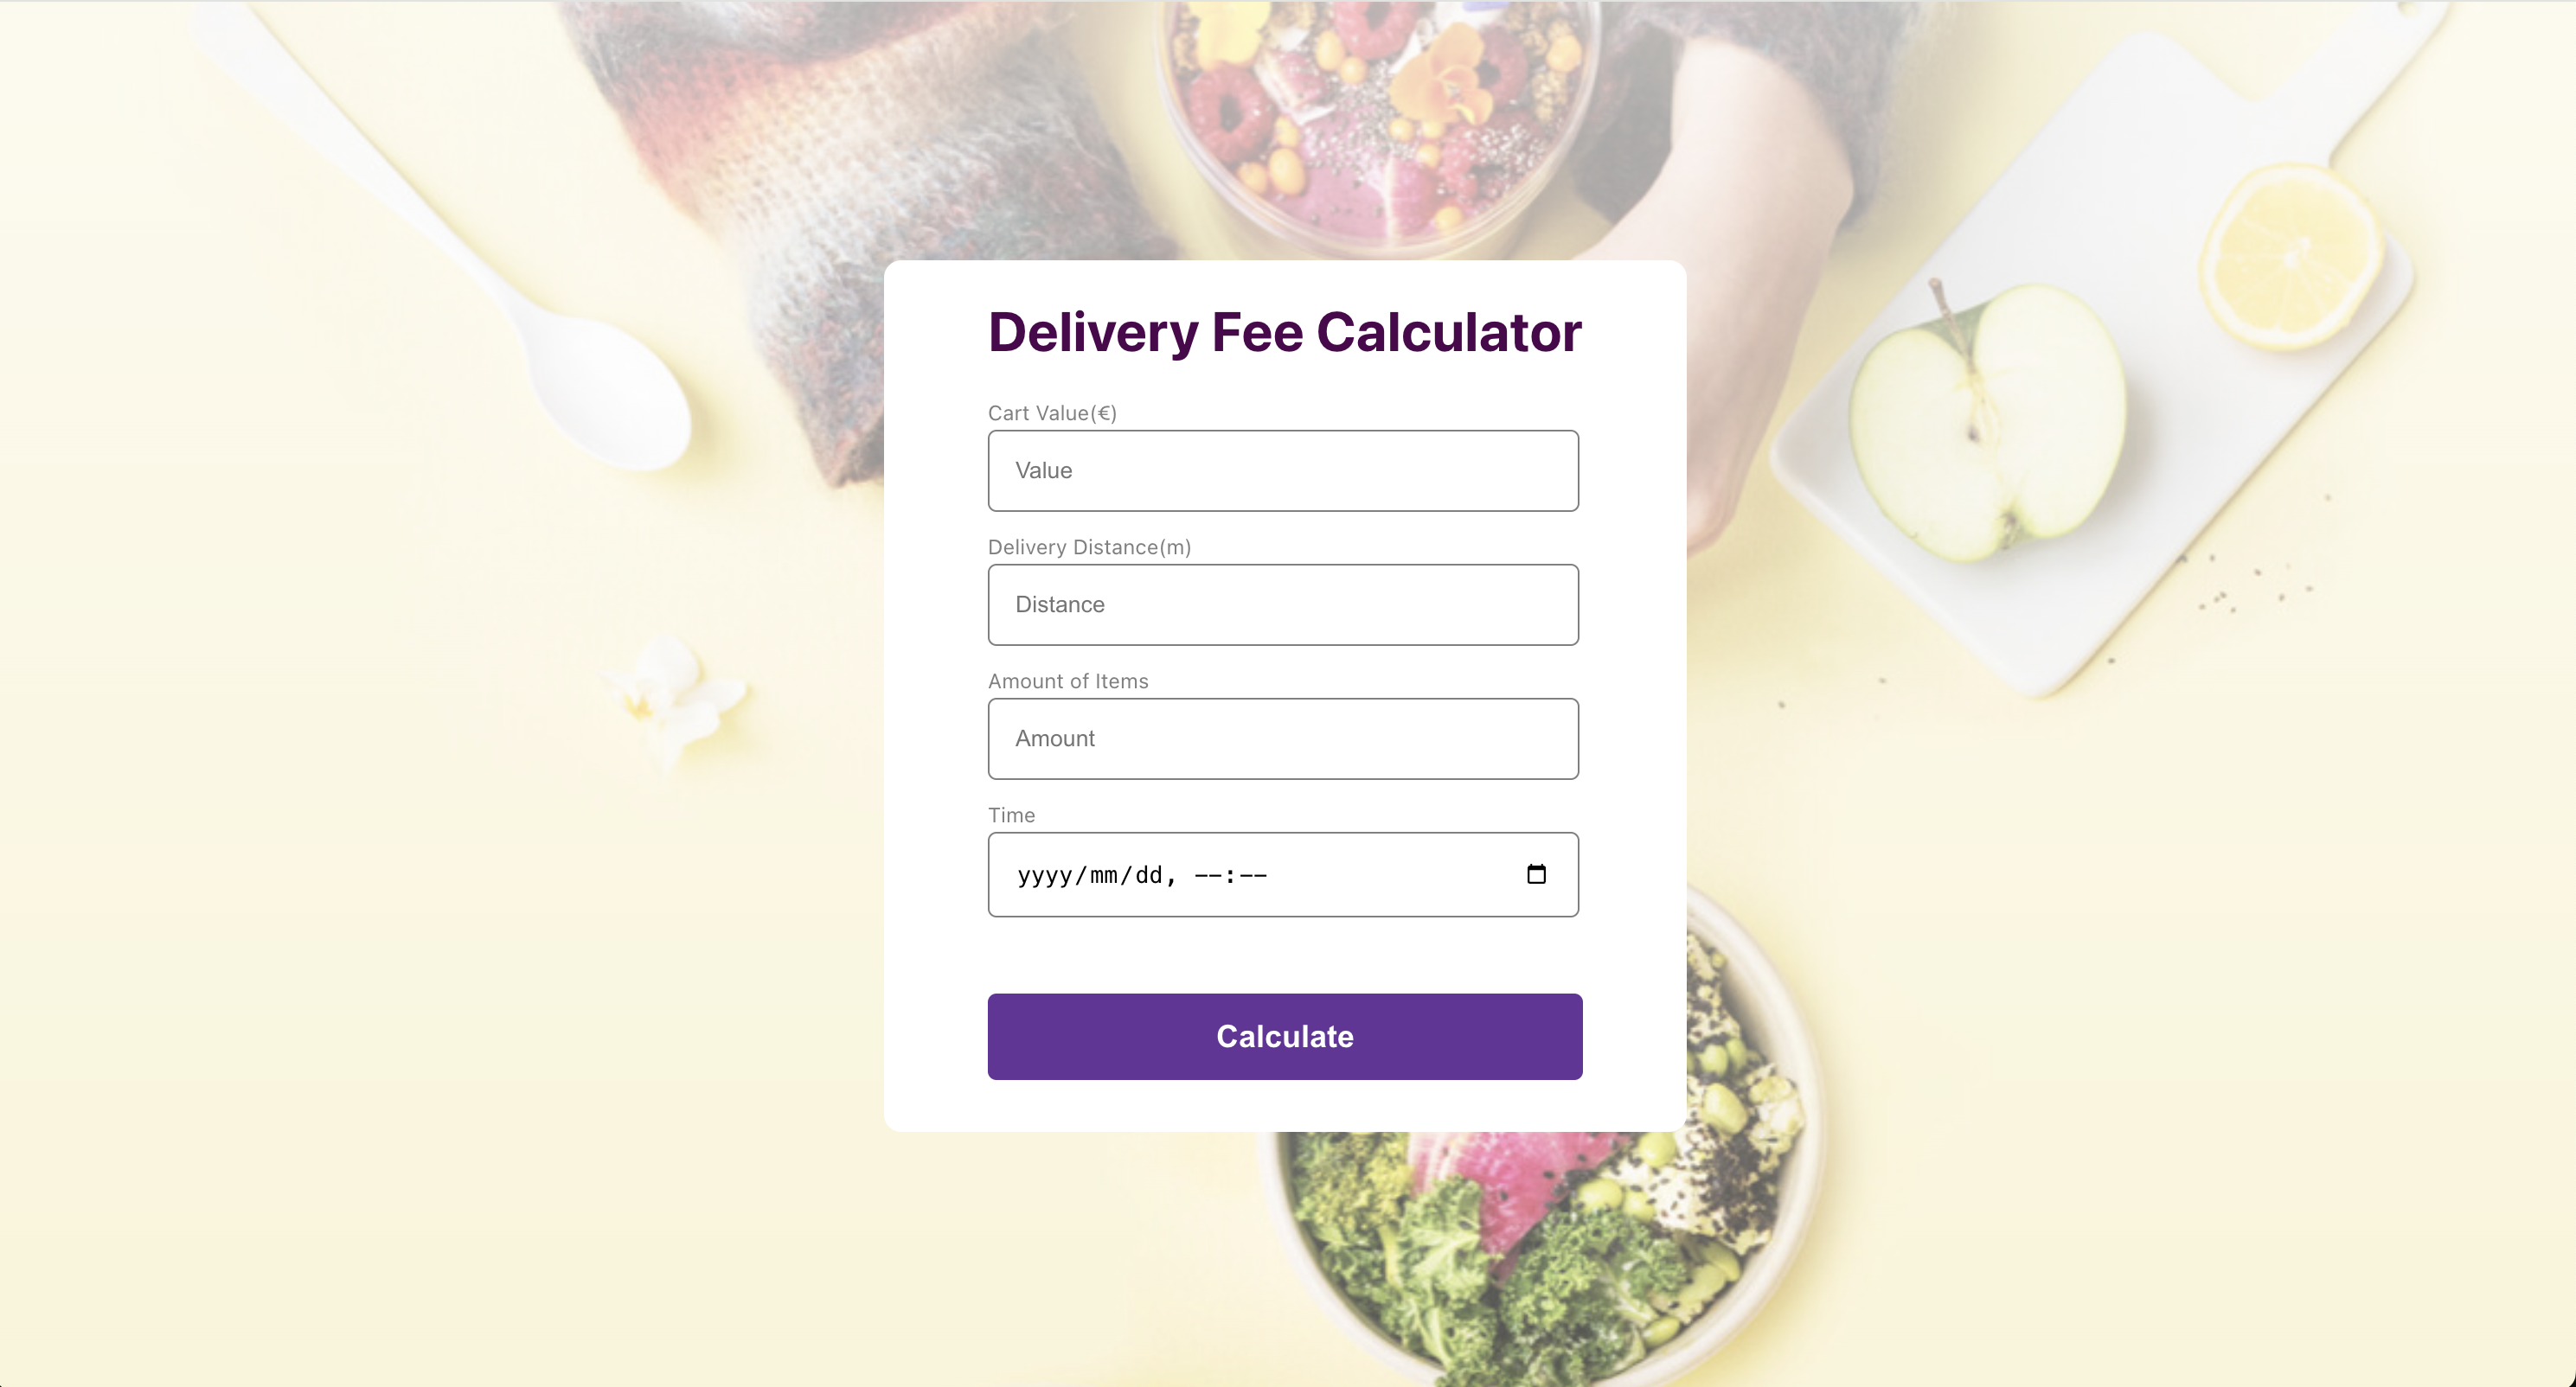 Delivery Fee Calculator
Cart Value(€)
Value
Delivery Distance(m)
Distance
Amount of Items
Amount
Time
yyyy/mm/dd, --:--
Calculate